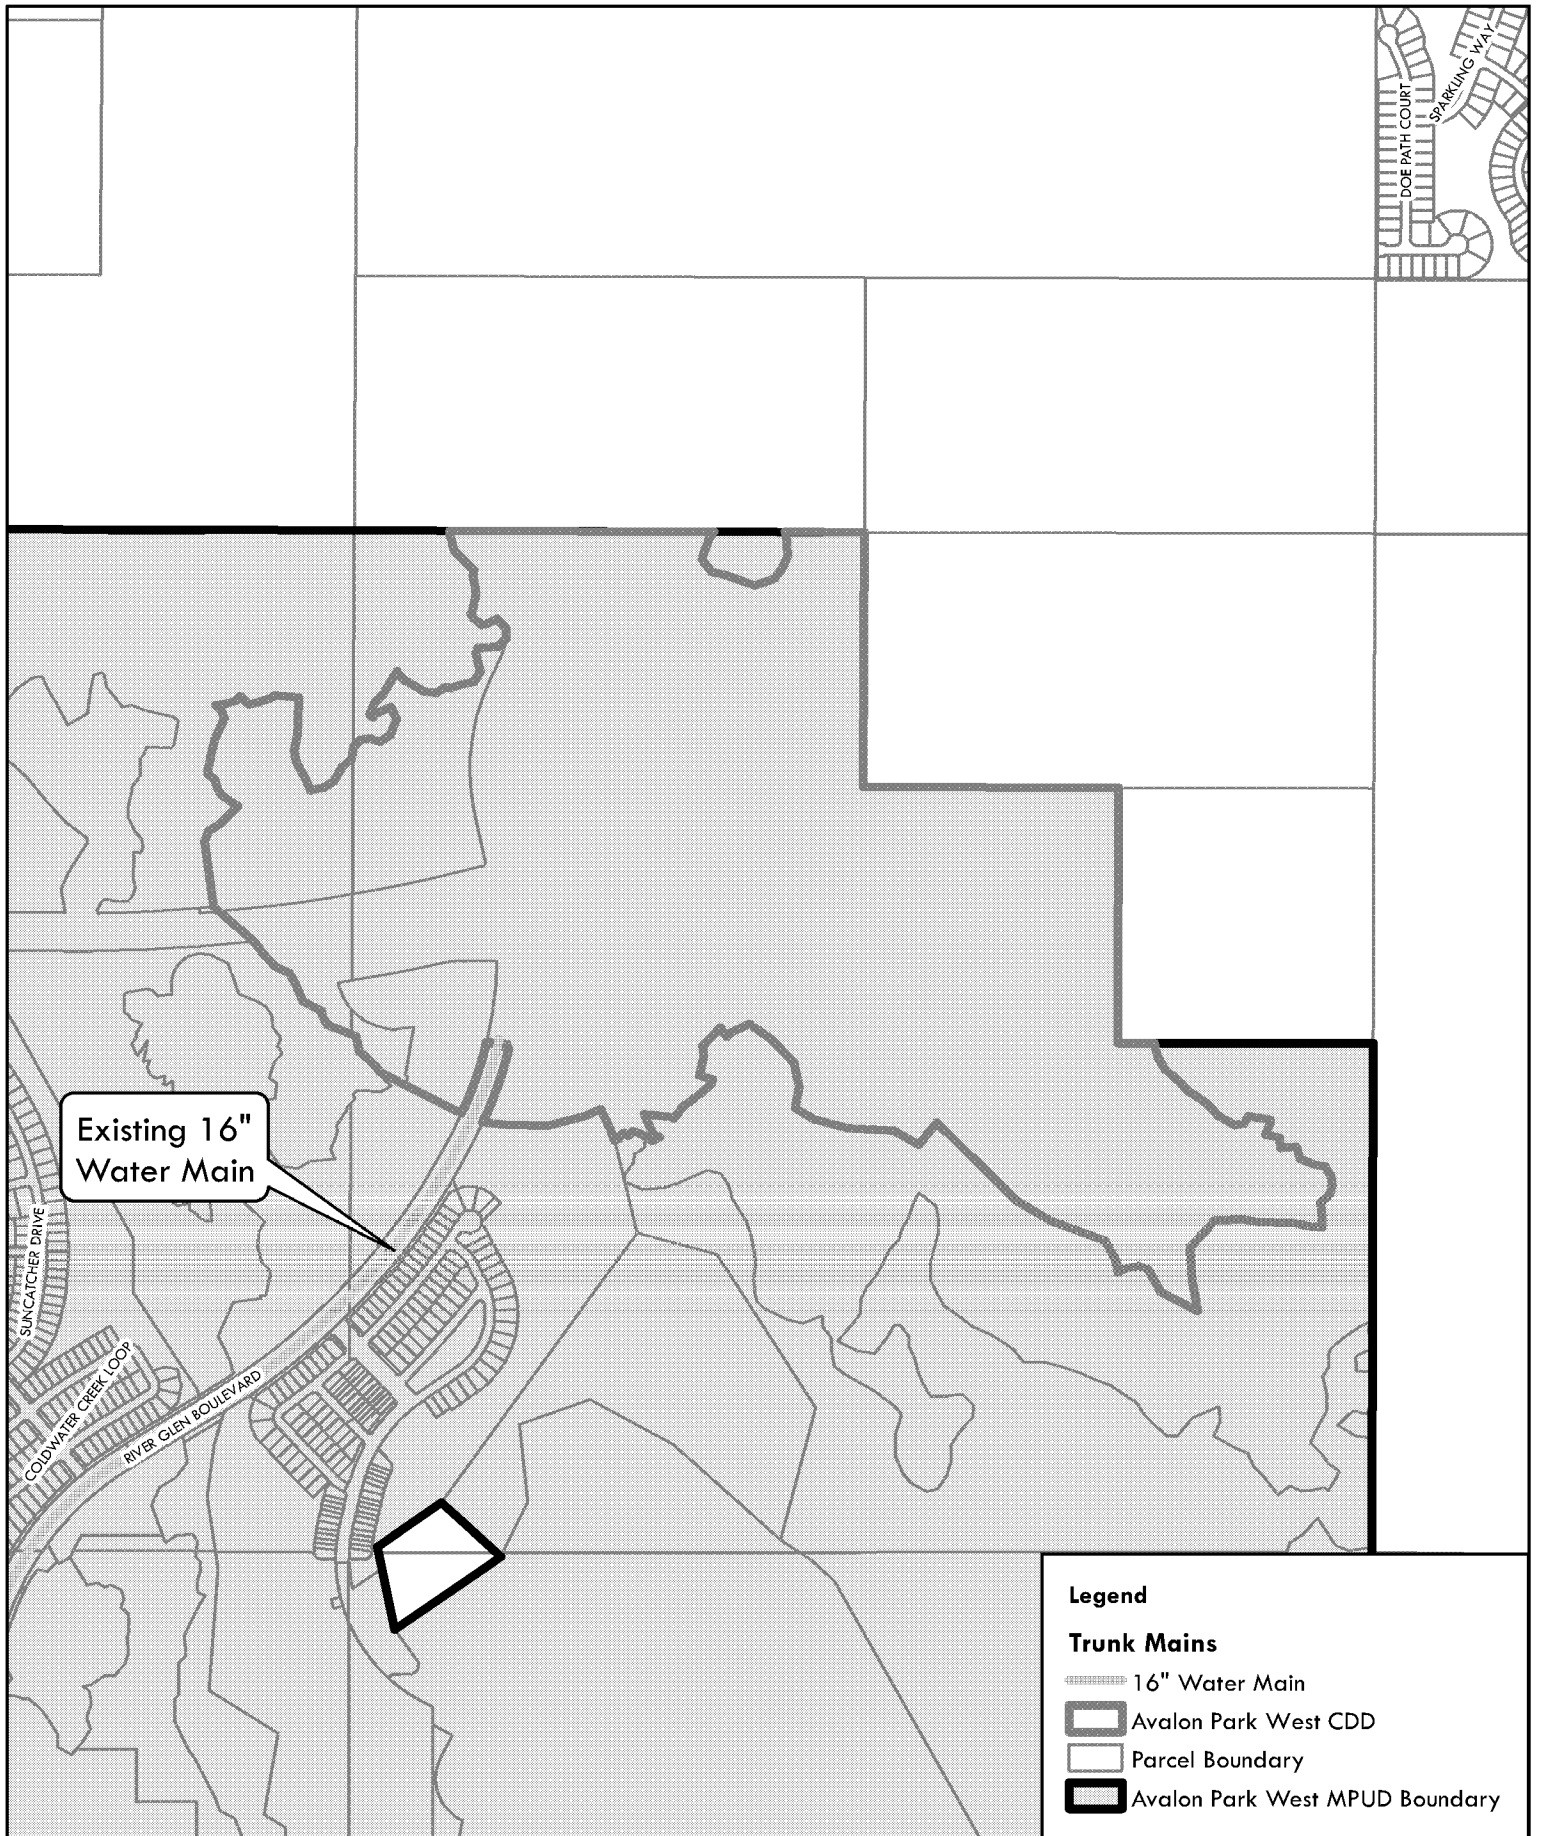 SPARKLING WAY
DOE PATH COURT
Existing 16"
Water Main
SUNCATCHER DRIVE
COLDWATER CREEK LOOP
RIVER GLEN BOULEVARD
Legend
Trunk Mains
16" Water Main
Avalon Park West CDD
Parcel Boundary
Avalon Park West MPUD Boundary